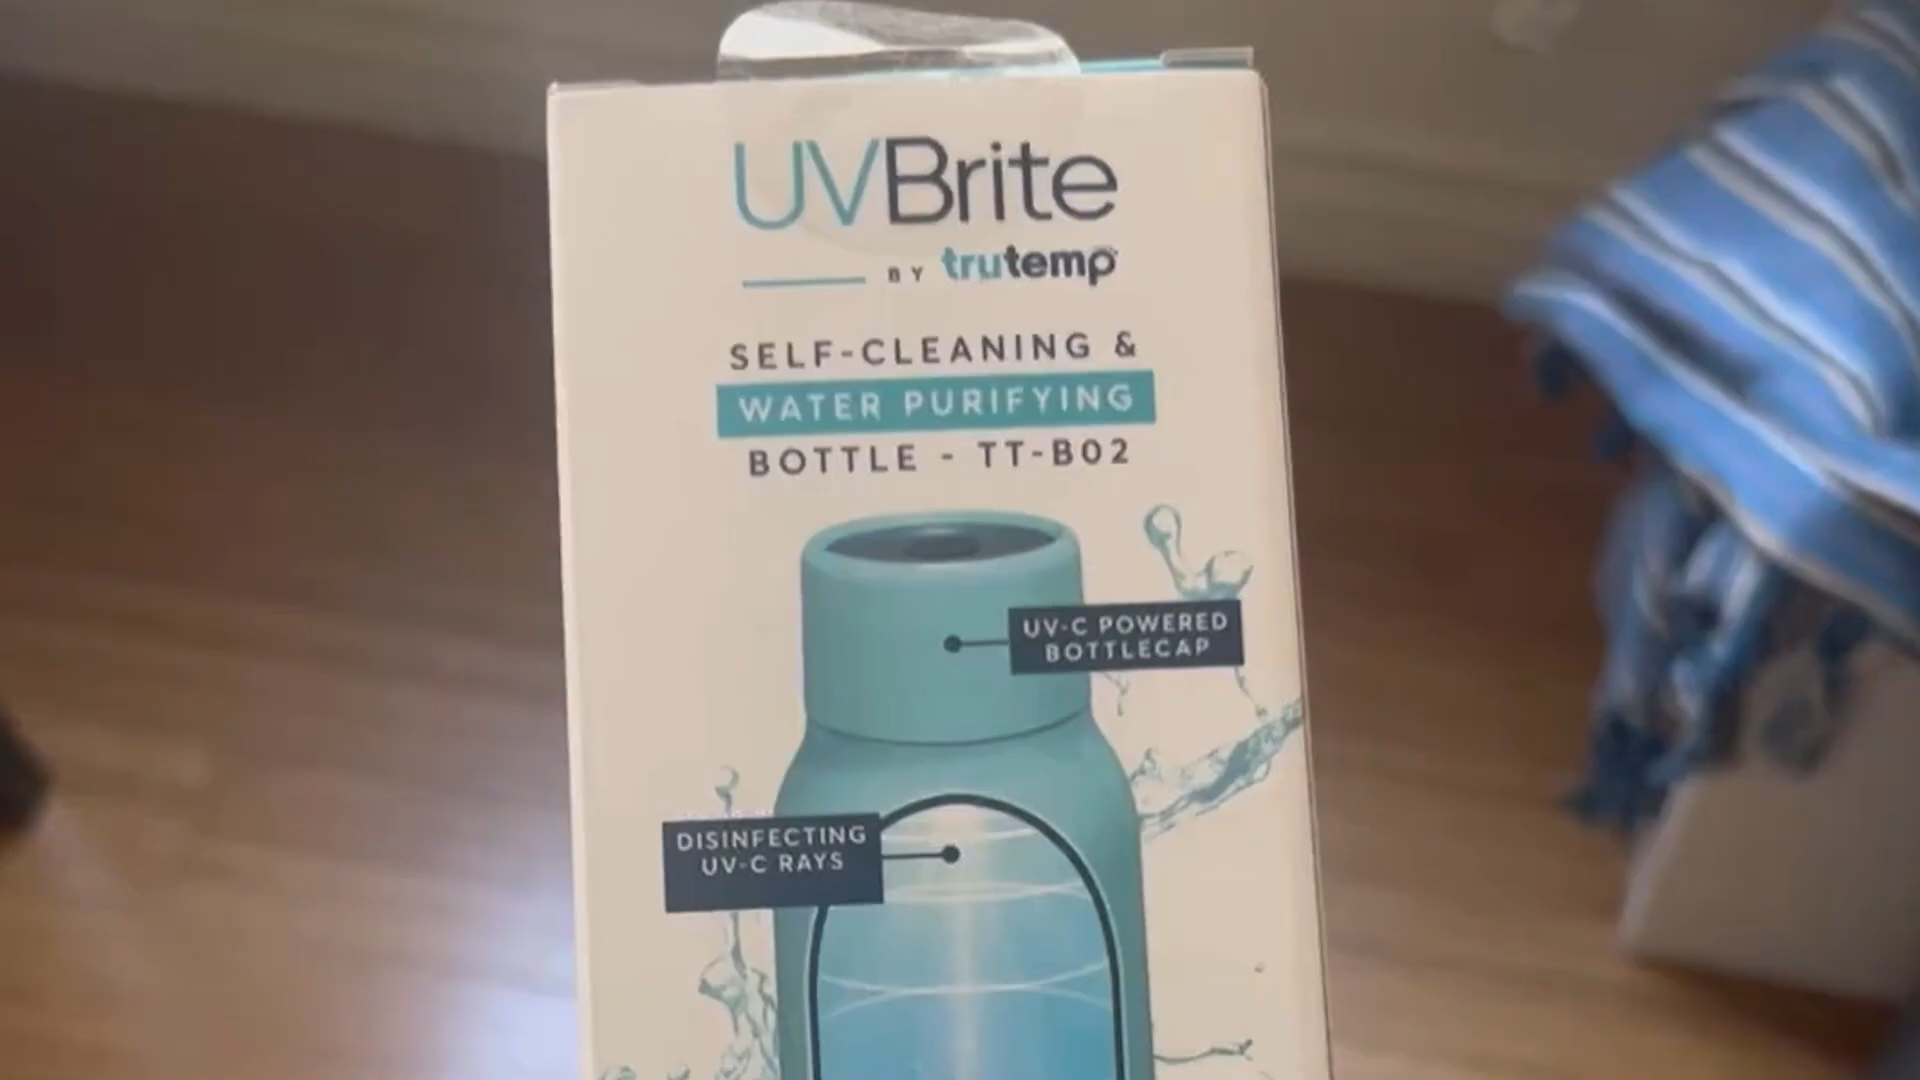 UVBrite
BY trutemp
SELF-CLEANING &
WATER PURIFYING
BOTTLE - TT-B02
UV-C POWERED
BOTTLECAP
DISINFECTING
UV-C RAYS